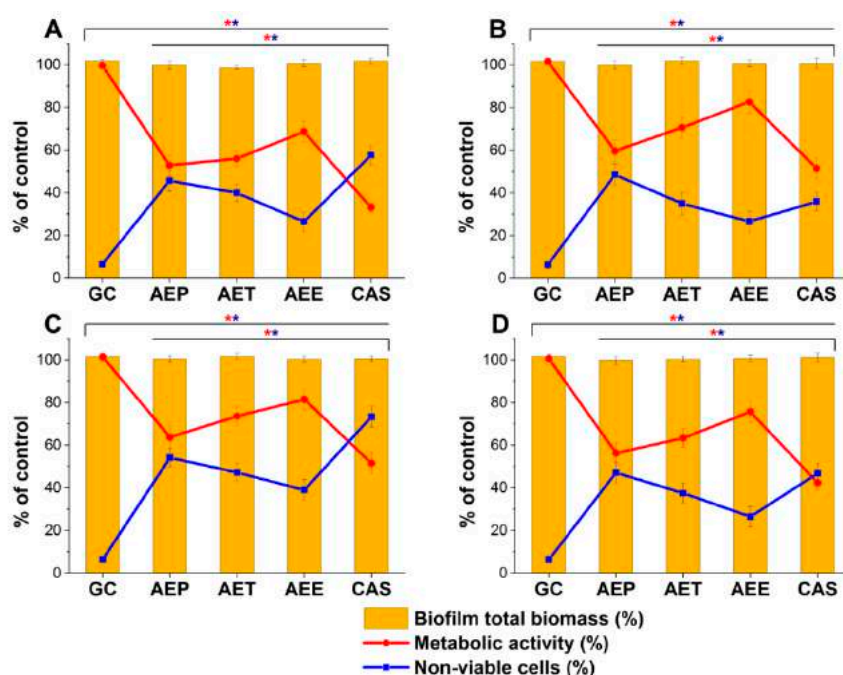 A
**
**
% of control
100
80
60
40
20
0
GC AEP AET AEE CAS
B
**
**
% of control
100
80
60
40
20
0
GC AEP AET AEE CAS
C
**
**
% of control
100
80
60
40
20
0
GC AEP AET AEE CAS
D
**
**
% of control
100
80
60
40
20
0
GC AEP AET AEE CAS
Biofilm total biomass (%)
Metabolic activity (%)
Non-viable cells (%)